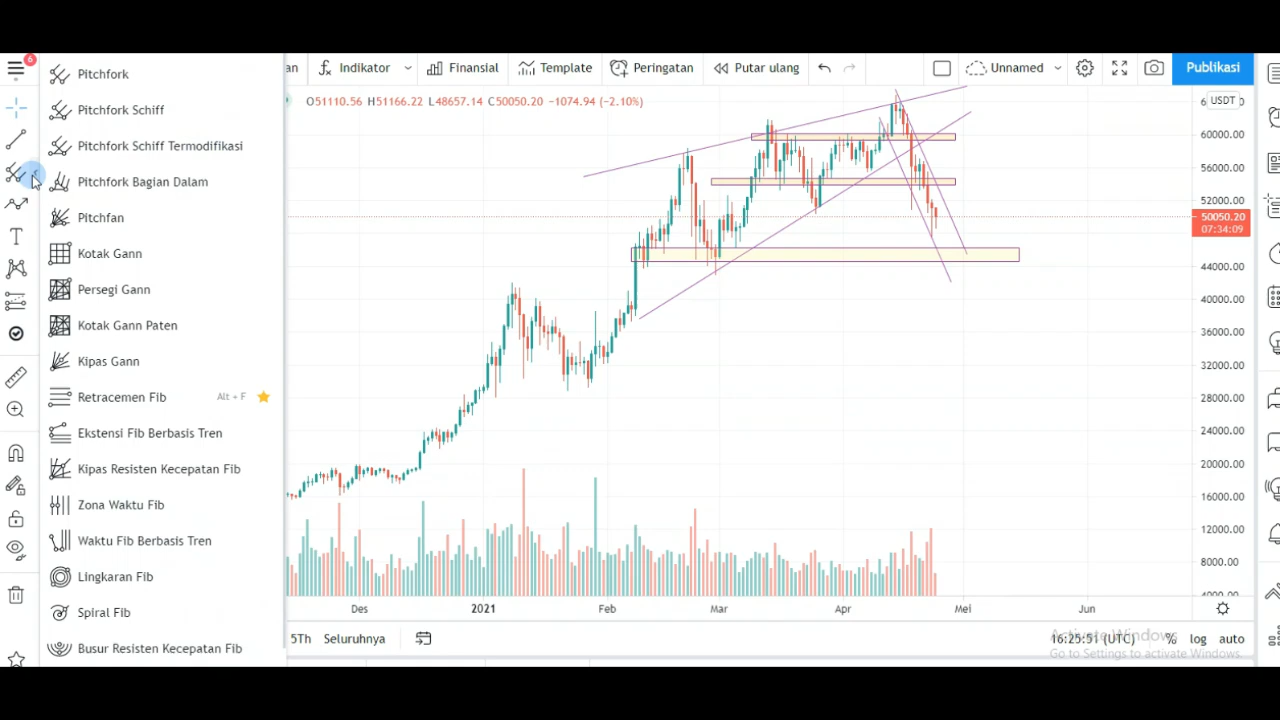 6
an
Indikator
Finansial
Template
Peringatan
Putar ulang
Unnamed
Publikasi
O51110.56 H51166.22 L48657.14 C50050.20 −1074.94 (−2.10%)
USDT
Pitchfork
Pitchfork Schiff
Pitchfork Schiff Termodifikasi
Pitchfork Bagian Dalam
Pitchfan
Kotak Gann
Persegi Gann
Kotak Gann Paten
Kipas Gann
Retracemen Fib Alt + F
Ekstensi Fib Berbasis Tren
Kipas Resisten Kecepatan Fib
Zona Waktu Fib
Waktu Fib Berbasis Tren
Lingkaran Fib
Spiral Fib
Busur Resisten Kecepatan Fib
60000.00
56000.00
52000.00
50050.20
07:34:09
44000.00
40000.00
36000.00
32000.00
28000.00
24000.00
20000.00
16000.00
12000.00
8000.00
Des 2021 Feb Mar Apr Mei Jun
5Th Seluruhnya
16:25:51 (UTC) % log auto
Activate Windows
Go to Settings to activate Windows.